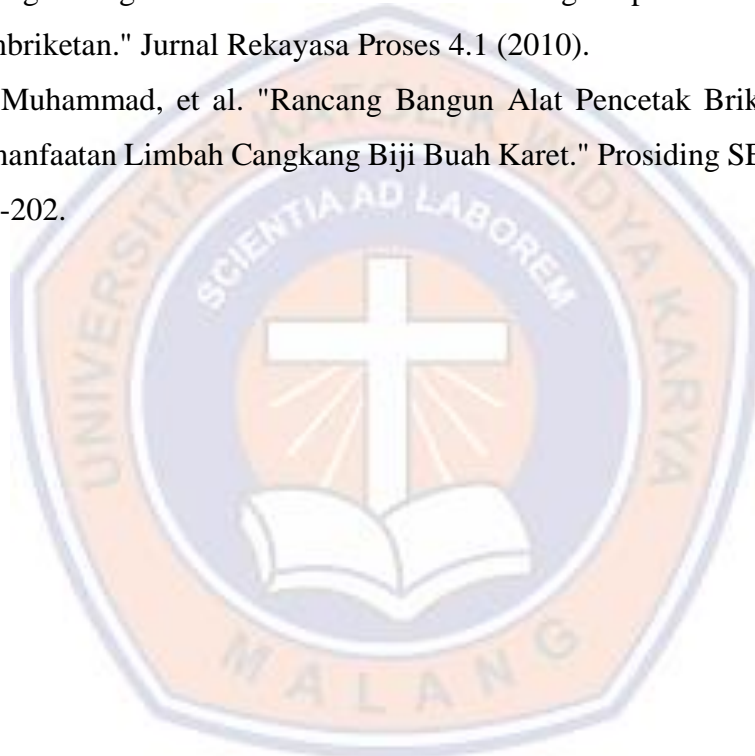 mbriketan." Jurnal Rekayasa Proses 4.1 (2010).
Muhammad, et al. "Rancang Bangun Alat Pencetak Brik
nanfaatan Limbah Cangkang Biji Buah Karet." Prosiding SE
-202.
UNIVERSITAS KATOLIK WIDYA KARYA
SCIENTIA AD LABOREM
MALANG